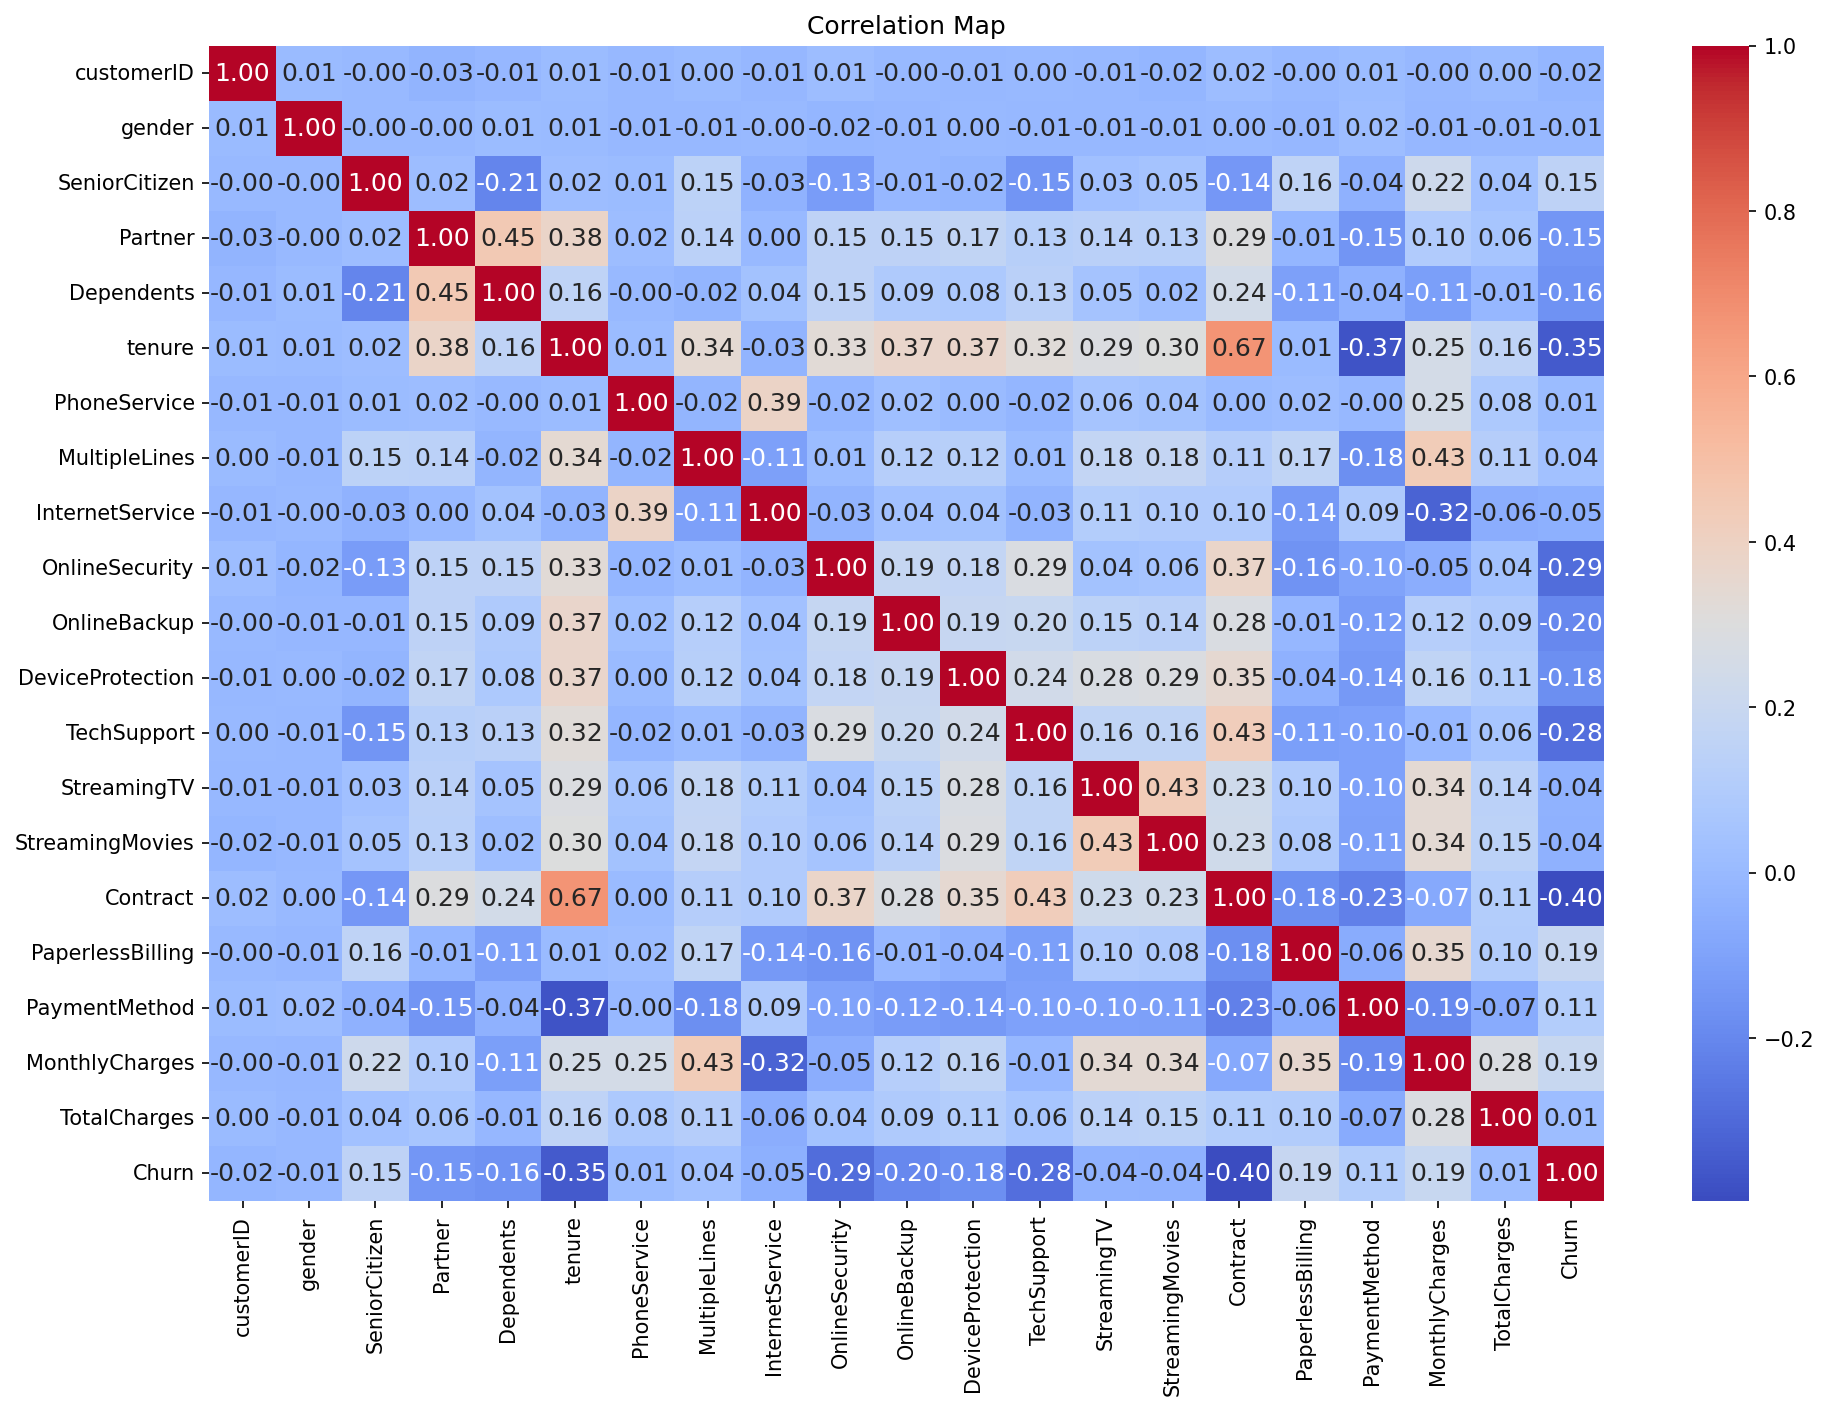 Correlation Map
customerID 1.00 0.01 -0.00 -0.03 -0.01 0.01 -0.01 0.00 -0.01 0.01 -0.00 -0.01 0.00 -0.01 -0.02 0.02 -0.00 0.01 -0.00 0.00 -0.02
gender 0.01 1.00 -0.00 -0.00 0.01 0.01 -0.01 -0.01 -0.00 -0.02 -0.01 0.00 -0.01 -0.01 -0.01 0.00 -0.01 0.02 -0.01 -0.01 -0.01
SeniorCitizen -0.00 -0.00 1.00 0.02 -0.21 0.02 0.01 0.15 -0.03 -0.13 -0.01 -0.02 -0.15 0.03 0.05 -0.14 0.16 -0.04 0.22 0.04 0.15
Partner -0.03 -0.00 0.02 1.00 0.45 0.38 0.02 0.14 0.00 0.15 0.15 0.17 0.13 0.14 0.13 0.29 -0.01 -0.15 0.10 0.06 -0.15
Dependents -0.01 0.01 -0.21 0.45 1.00 0.16 -0.00 -0.02 0.04 0.15 0.09 0.08 0.13 0.05 0.02 0.24 -0.11 -0.04 -0.11 -0.01 -0.16
tenure 0.01 0.01 0.02 0.38 0.16 1.00 0.01 0.34 -0.03 0.33 0.37 0.37 0.32 0.29 0.30 0.67 0.01 -0.37 0.25 0.16 -0.35
PhoneService -0.01 -0.01 0.01 0.02 -0.00 0.01 1.00 -0.02 0.39 -0.02 0.02 0.00 -0.02 0.06 0.04 0.00 0.02 -0.00 0.25 0.08 0.01
MultipleLines 0.00 -0.01 0.15 0.14 -0.02 0.34 -0.02 1.00 -0.11 0.01 0.12 0.12 0.01 0.18 0.18 0.11 0.17 -0.18 0.43 0.11 0.04
InternetService -0.01 -0.00 -0.03 0.00 0.04 -0.03 0.39 -0.11 1.00 -0.03 0.04 0.04 -0.03 0.11 0.10 0.10 -0.14 0.09 -0.32 -0.06 -0.05
OnlineSecurity 0.01 -0.02 -0.13 0.15 0.15 0.33 -0.02 0.01 -0.03 1.00 0.19 0.18 0.29 0.04 0.06 0.37 -0.16 -0.10 -0.05 0.04 -0.29
OnlineBackup -0.00 -0.01 -0.01 0.15 0.09 0.37 0.02 0.12 0.04 0.19 1.00 0.19 0.20 0.15 0.14 0.28 -0.01 -0.12 0.12 0.09 -0.20
DeviceProtection -0.01 0.00 -0.02 0.17 0.08 0.37 0.00 0.12 0.04 0.18 0.19 1.00 0.24 0.28 0.29 0.35 -0.04 -0.14 0.16 0.11 -0.18
TechSupport 0.00 -0.01 -0.15 0.13 0.13 0.32 -0.02 0.01 -0.03 0.29 0.20 0.24 1.00 0.16 0.16 0.43 -0.11 -0.10 -0.01 0.06 -0.28
StreamingTV -0.01 -0.01 0.03 0.14 0.05 0.29 0.06 0.18 0.11 0.04 0.15 0.28 0.16 1.00 0.43 0.23 0.10 -0.10 0.34 0.14 -0.04
StreamingMovies -0.02 -0.01 0.05 0.13 0.02 0.30 0.04 0.18 0.10 0.06 0.14 0.29 0.16 0.43 1.00 0.23 0.08 -0.11 0.34 0.15 -0.04
Contract 0.02 0.00 -0.14 0.29 0.24 0.67 0.00 0.11 0.10 0.37 0.28 0.35 0.43 0.23 0.23 1.00 -0.18 -0.23 -0.07 0.11 -0.40
PaperlessBilling -0.00 -0.01 0.16 -0.01 -0.11 0.01 0.02 0.17 -0.14 -0.16 -0.01 -0.04 -0.11 0.10 0.08 -0.18 1.00 -0.06 0.35 0.10 0.19
PaymentMethod 0.01 0.02 -0.04 -0.15 -0.04 -0.37 -0.00 -0.18 0.09 -0.10 -0.12 -0.14 -0.10 -0.10 -0.11 -0.23 -0.06 1.00 -0.19 -0.07 0.11
MonthlyCharges -0.00 -0.01 0.22 0.10 -0.11 0.25 0.25 0.43 -0.32 -0.05 0.12 0.16 -0.01 0.34 0.34 -0.07 0.35 -0.19 1.00 0.28 0.19
TotalCharges 0.00 -0.01 0.04 0.06 -0.01 0.16 0.08 0.11 -0.06 0.04 0.09 0.11 0.06 0.14 0.15 0.11 0.10 -0.07 0.28 1.00 0.01
Churn -0.02 -0.01 0.15 -0.15 -0.16 -0.35 0.01 0.04 -0.05 -0.29 -0.20 -0.18 -0.28 -0.04 -0.04 -0.40 0.19 0.11 0.19 0.01 1.00
customerID
gender
SeniorCitizen
Partner
Dependents
tenure
PhoneService
MultipleLines
InternetService
OnlineSecurity
OnlineBackup
DeviceProtection
TechSupport
StreamingTV
StreamingMovies
Contract
PaperlessBilling
PaymentMethod
MonthlyCharges
TotalCharges
Churn
1.0
0.8
0.6
0.4
0.2
0.0
−0.2